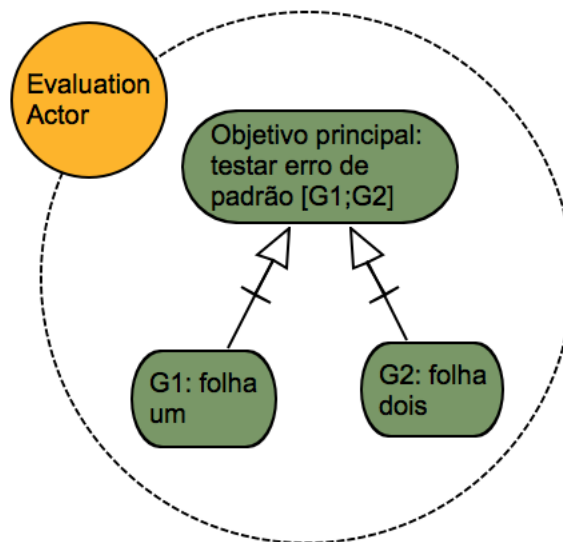 Evaluation
Actor
Objetivo principal:
testar erro de
padrão [G1;G2]
G1: folha
um
G2: folha
dois